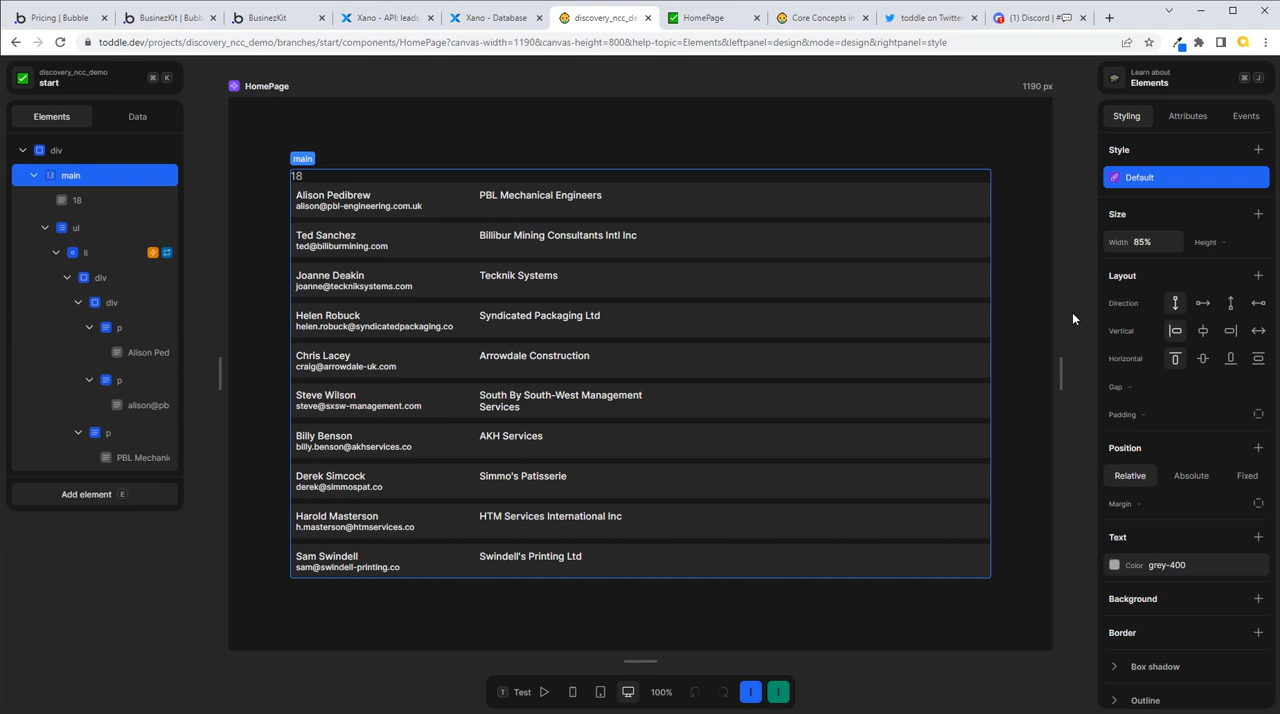 Pricing | Bubble
BusinezKit | Bubbl
BusinezKit
Xano - API: leads
Xano - Database
discovery_ncc_dem
HomePage
Core Concepts in
toddle on Twitter
(1) Discord | #
toddle.dev/projects/discovery_ncc_demo/branches/start/components/HomePage?canvas-width=1190&canvas-height=800&help-topic=Elements&leftpanel=design&mode=design&rightpanel=style
discovery_ncc_demo
start
⌘ K
Elements Data
div
main
18
ul
li
div
div
p
Alison Ped
p
alison@pb
p
PBL Mechani
Add element E
HomePage 1190 px
main
18
Alison Pedibrew PBL Mechanical Engineers
alison@pbl-engineering.com.uk
Ted Sanchez Billibur Mining Consultants Intl Inc
ted@biliburmining.com
Joanne Deakin Tecknik Systems
joanne@teckniksystems.com
Helen Robuck Syndicated Packaging Ltd
helen.robuck@syndicatedpackaging.co
Chris Lacey Arrowdale Construction
craig@arrowdale-uk.com
Steve Wilson South By South-West Management
steve@sxsw-management.com Services
Billy Benson AKH Services
billy.benson@akhservices.co
Derek Simcock Simmo's Patisserie
derek@simmospat.co
Harold Masterson HTM Services International Inc
h.masterson@htmservices.co
Sam Swindell Swindell's Printing Ltd
sam@swindell-printing.co
T Test
100%
Learn about
Elements
⌘ J
Styling Attributes Events
Style
Default
Size
Width 85% Height -
Layout
Direction
Vertical
Horizontal
Gap -
Padding -
Position
Relative Absolute Fixed
Margin -
Text
Color grey-400
Background
Border
Box shadow
Outline